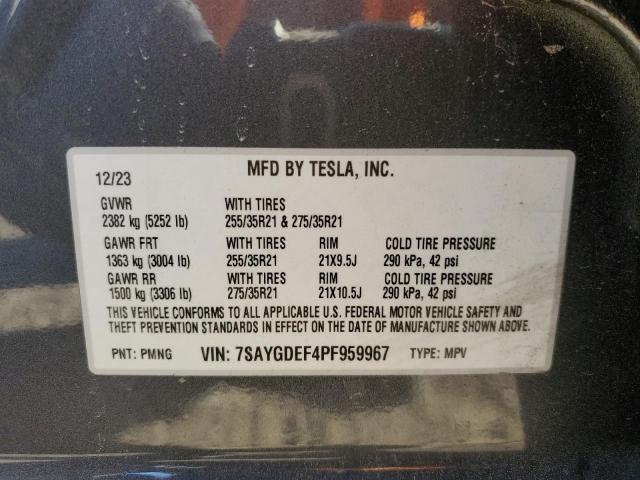 12/23 MFD BY TESLA, INC.
GVWR WITH TIRES
2382 kg (5252 lb) 255/35R21 & 275/35R21
GAWR FRT WITH TIRES RIM COLD TIRE PRESSURE
1363 kg (3004 lb) 255/35R21 21X9.5J 290 kPa, 42 psi
GAWR RR WITH TIRES RIM COLD TIRE PRESSURE
1500 kg (3306 lb) 275/35R21 21X10.5J 290 kPa, 42 psi
THIS VEHICLE CONFORMS TO ALL APPLICABLE U.S. FEDERAL MOTOR VEHICLE SAFETY AND
THEFT PREVENTION STANDARDS IN EFFECT ON THE DATE OF MANUFACTURE SHOWN ABOVE.
PNT: PMNG VIN: 7SAYGDEF4PF959967 TYPE: MPV